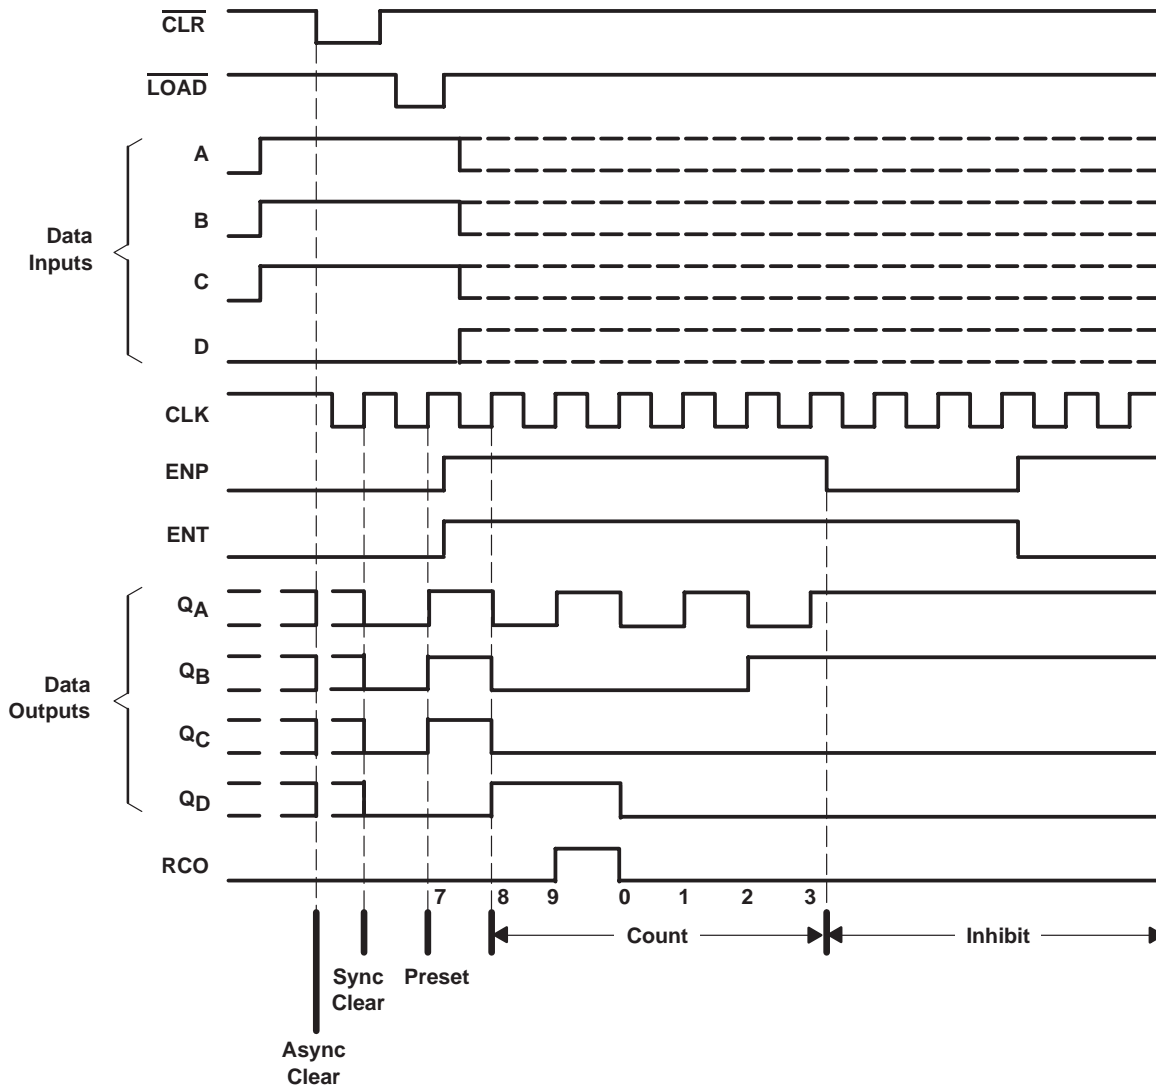 CLR
LOAD
A
B
Data
Inputs
C
D
CLK
ENP
ENT
QA
QB
Data
Outputs
QC
QD
RCO
7 8 9 0 1 2 3
Count Inhibit
Sync
Clear
Preset
Async
Clear